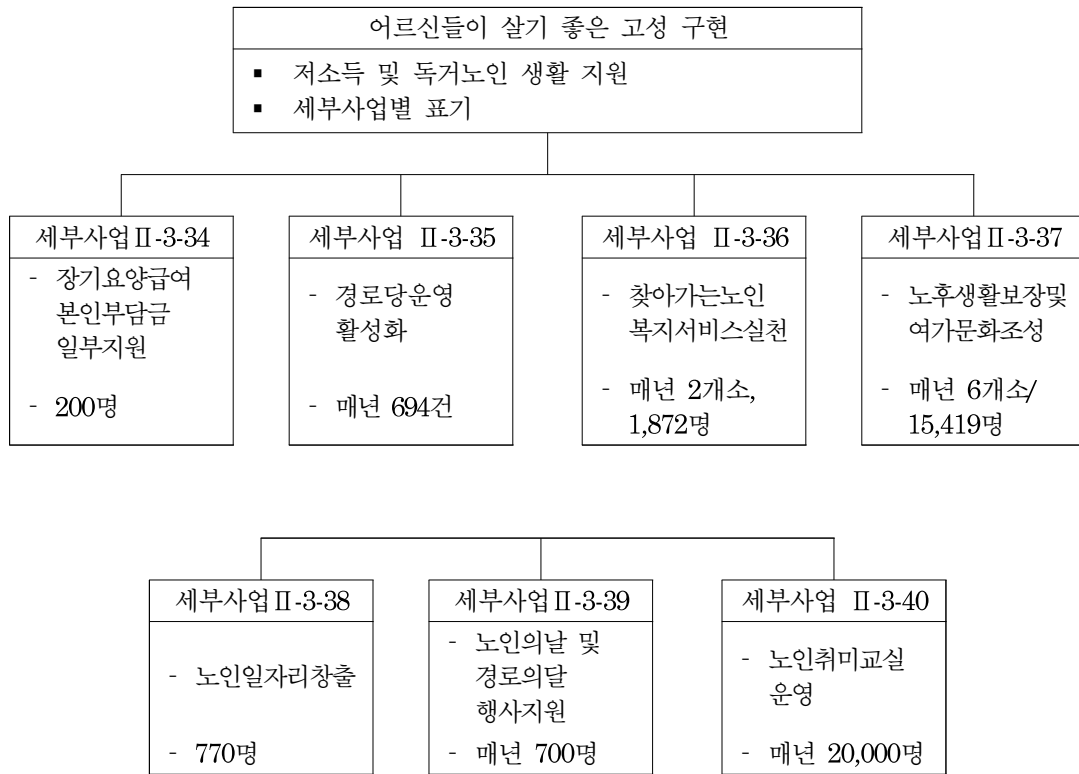 어르신들이 살기 좋은 고성 구현
▪ 저소득 및 독거노인 생활 지원
▪ 세부사업별 표기
세부사업Ⅱ-3-34
- 장기요양급여
본인부담금
일부지원
- 200명
세부사업 Ⅱ-3-35
- 경로당운영
활성화
- 매년 694건
세부사업 Ⅱ-3-36
- 찾아가는노인
복지서비스실천
- 매년 2개소,
1,872명
세부사업Ⅱ-3-37
- 노후생활보장및
여가문화조성
- 매년 6개소/
15,419명
세부사업Ⅱ-3-38
- 노인일자리창출
- 770명
세부사업Ⅱ-3-39
- 노인의날 및
경로의달
행사지원
- 매년 700명
세부사업 Ⅱ-3-40
- 노인취미교실
운영
- 매년 20,000명